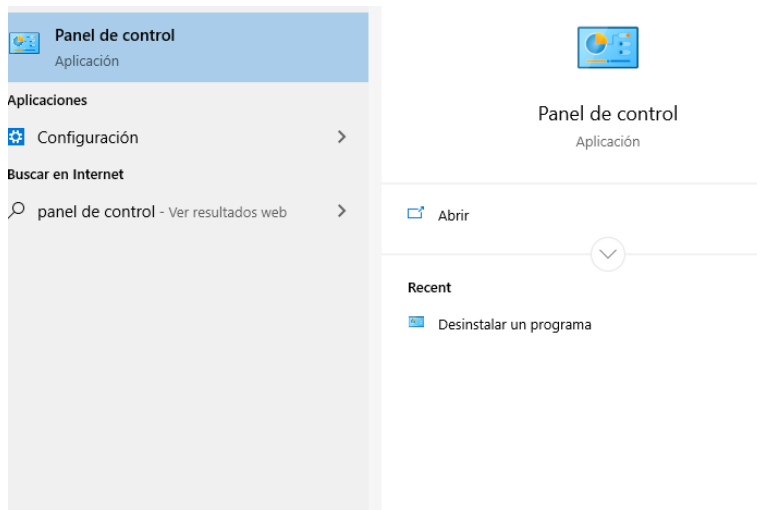 Panel de control
Aplicación
Aplicaciones
Configuración
Buscar en Internet
panel de control - Ver resultados web
Panel de control
Aplicación
Abrir
Recent
Desinstalar un programa